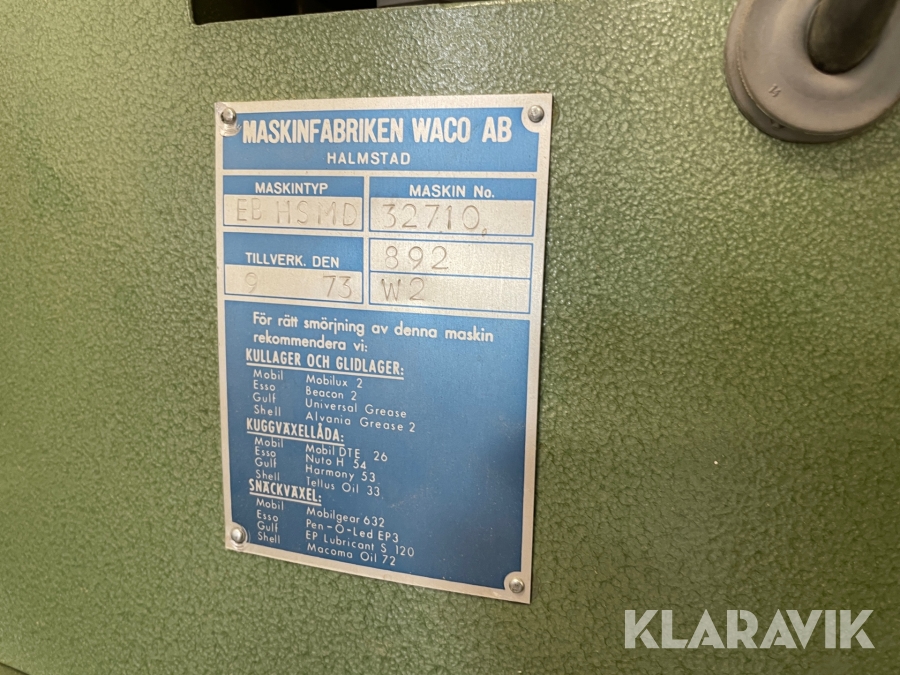 MASKINFABRIKEN WACO AB
HALMSTAD
MASKINTYP
EB HSMD
MASKIN No.
32710,
TILLVERK. DEN
9 73
892
W2
För rätt smörjning av denna maskin
rekommendera vi:
KULLAGER OCH GLIDLAGER:
Mobil Mobilux 2
Esso Beacon 2
Gulf Universal Grease
Shell Alvania Grease 2
KUGGVÄXELLÅDA:
Mobil Mobil DTE 26
Esso Nuto H 54
Gulf Harmony 53
Shell Tellus Oil 33
SNÄCKVÄXEL:
Mobil Mobilgear 632
Esso Pen-O-Led EP3
Gulf EP Lubricant S 120
Shell Macoma Oil 72
KLARAVIK